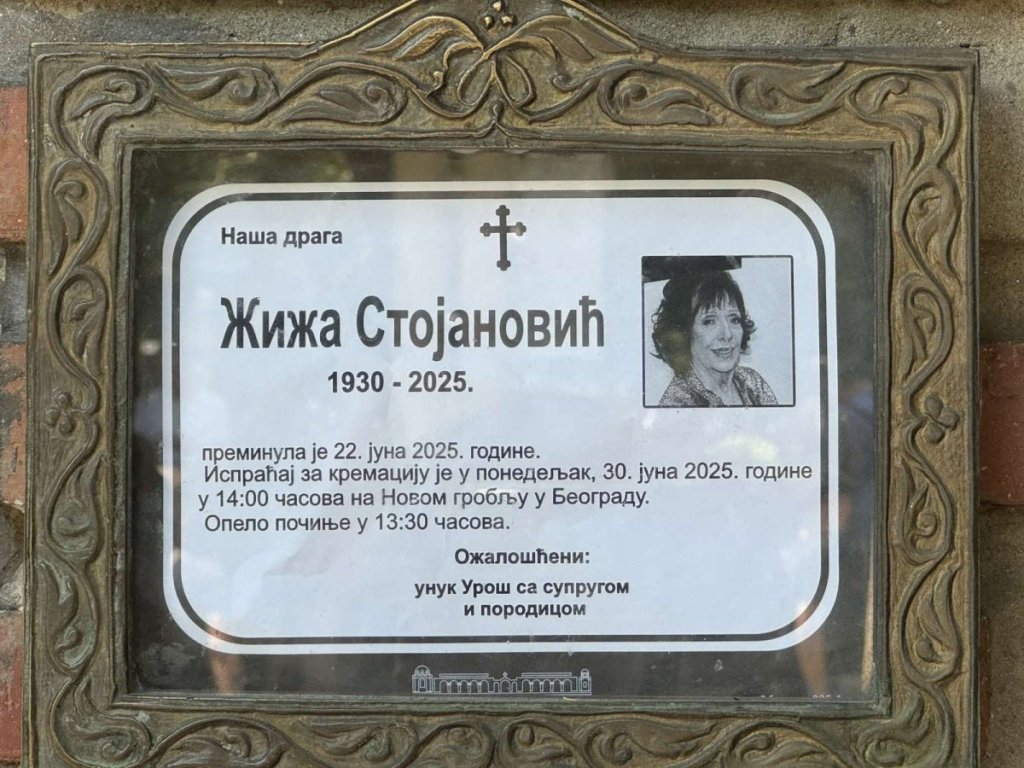 Наша драга
Жижа Стојановић
1930 - 2025.
преминула је 22. јуна 2025. године.
Испраћај за кремацију је у понедељак, 30. јуна 2025. године
у 14:00 часова на Новом гробљу у Београду.
Опело почиње у 13:30 часова.
Ожалошћени:
унук Урош са супругом
и породицом